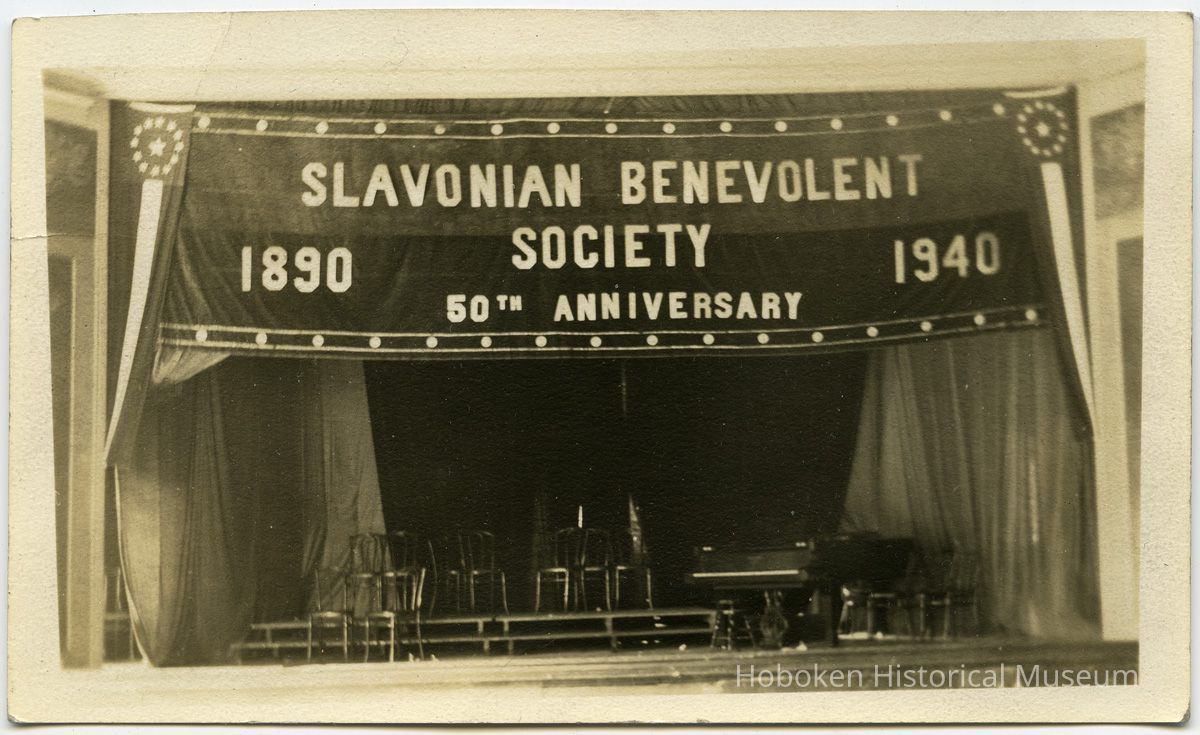 SLAVONIAN BENEVOLENT
SOCIETY
1890
1940
50TH ANNIVERSARY
Hoboken Historical Museum